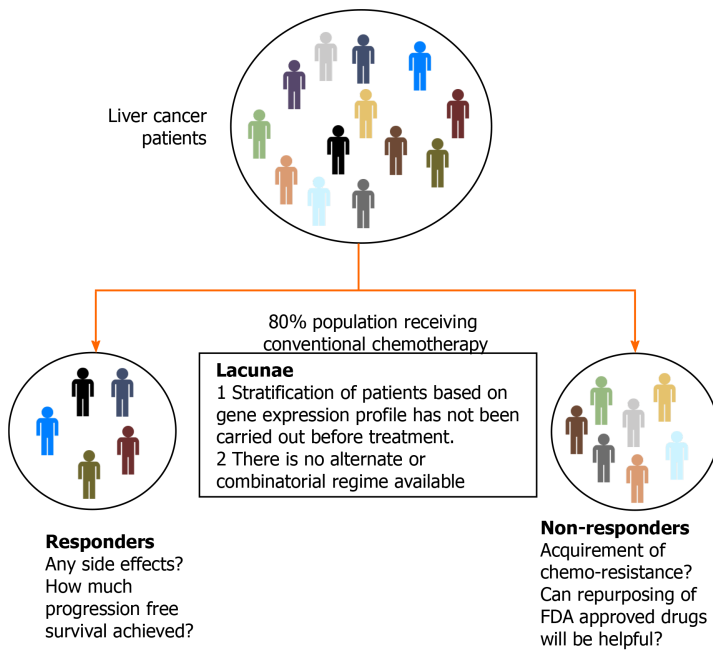 Liver cancer
patients
80% population receiving
conventional chemotherapy
Lacunae
1 Stratification of patients based on
gene expression profile has not been
carried out before treatment.
2 There is no alternate or
combinatorial regime available
Responders
Any side effects?
How much
progression free
survival achieved?
Non-responders
Acquirement of
chemo-resistance?
Can repurposing of
FDA approved drugs
will be helpful?